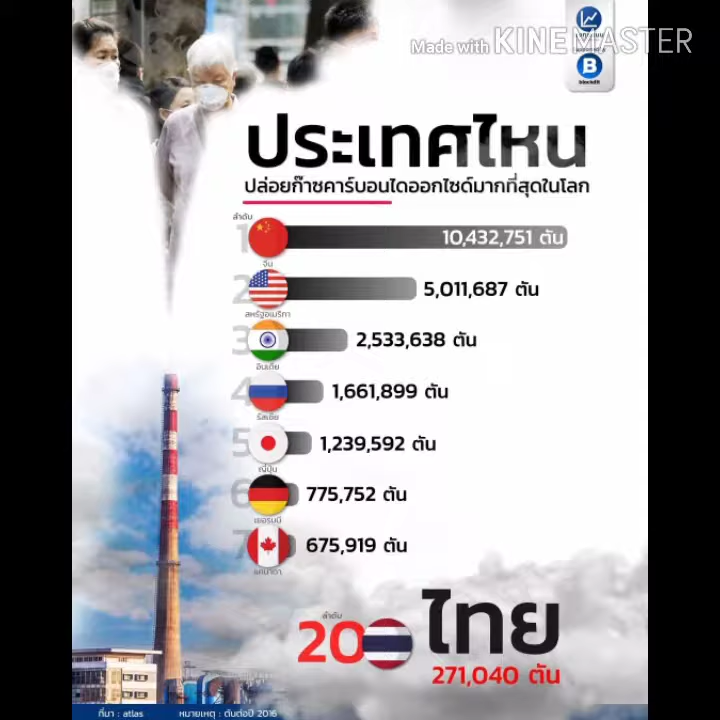 Made with KINEMASTER
blockdit
ประเทศไหน
ปล่อยก๊าซคาร์บอนไดออกไซด์มากที่สุดในโลก
ลำดับ
1
10,432,751 ตัน
จีน
2
5,011,687 ตัน
สหรัฐอเมริกา
3
2,533,638 ตัน
อินเดีย
4
1,661,899 ตัน
รัสเซีย
5
1,239,592 ตัน
ญี่ปุ่น
6
775,752 ตัน
เยอรมนี
7
675,919 ตัน
แคนาดา
ลำดับ
20 ไทย
271,040 ตัน
ที่มา : atlas หมายเหตุ : ตันต่อปี 2016